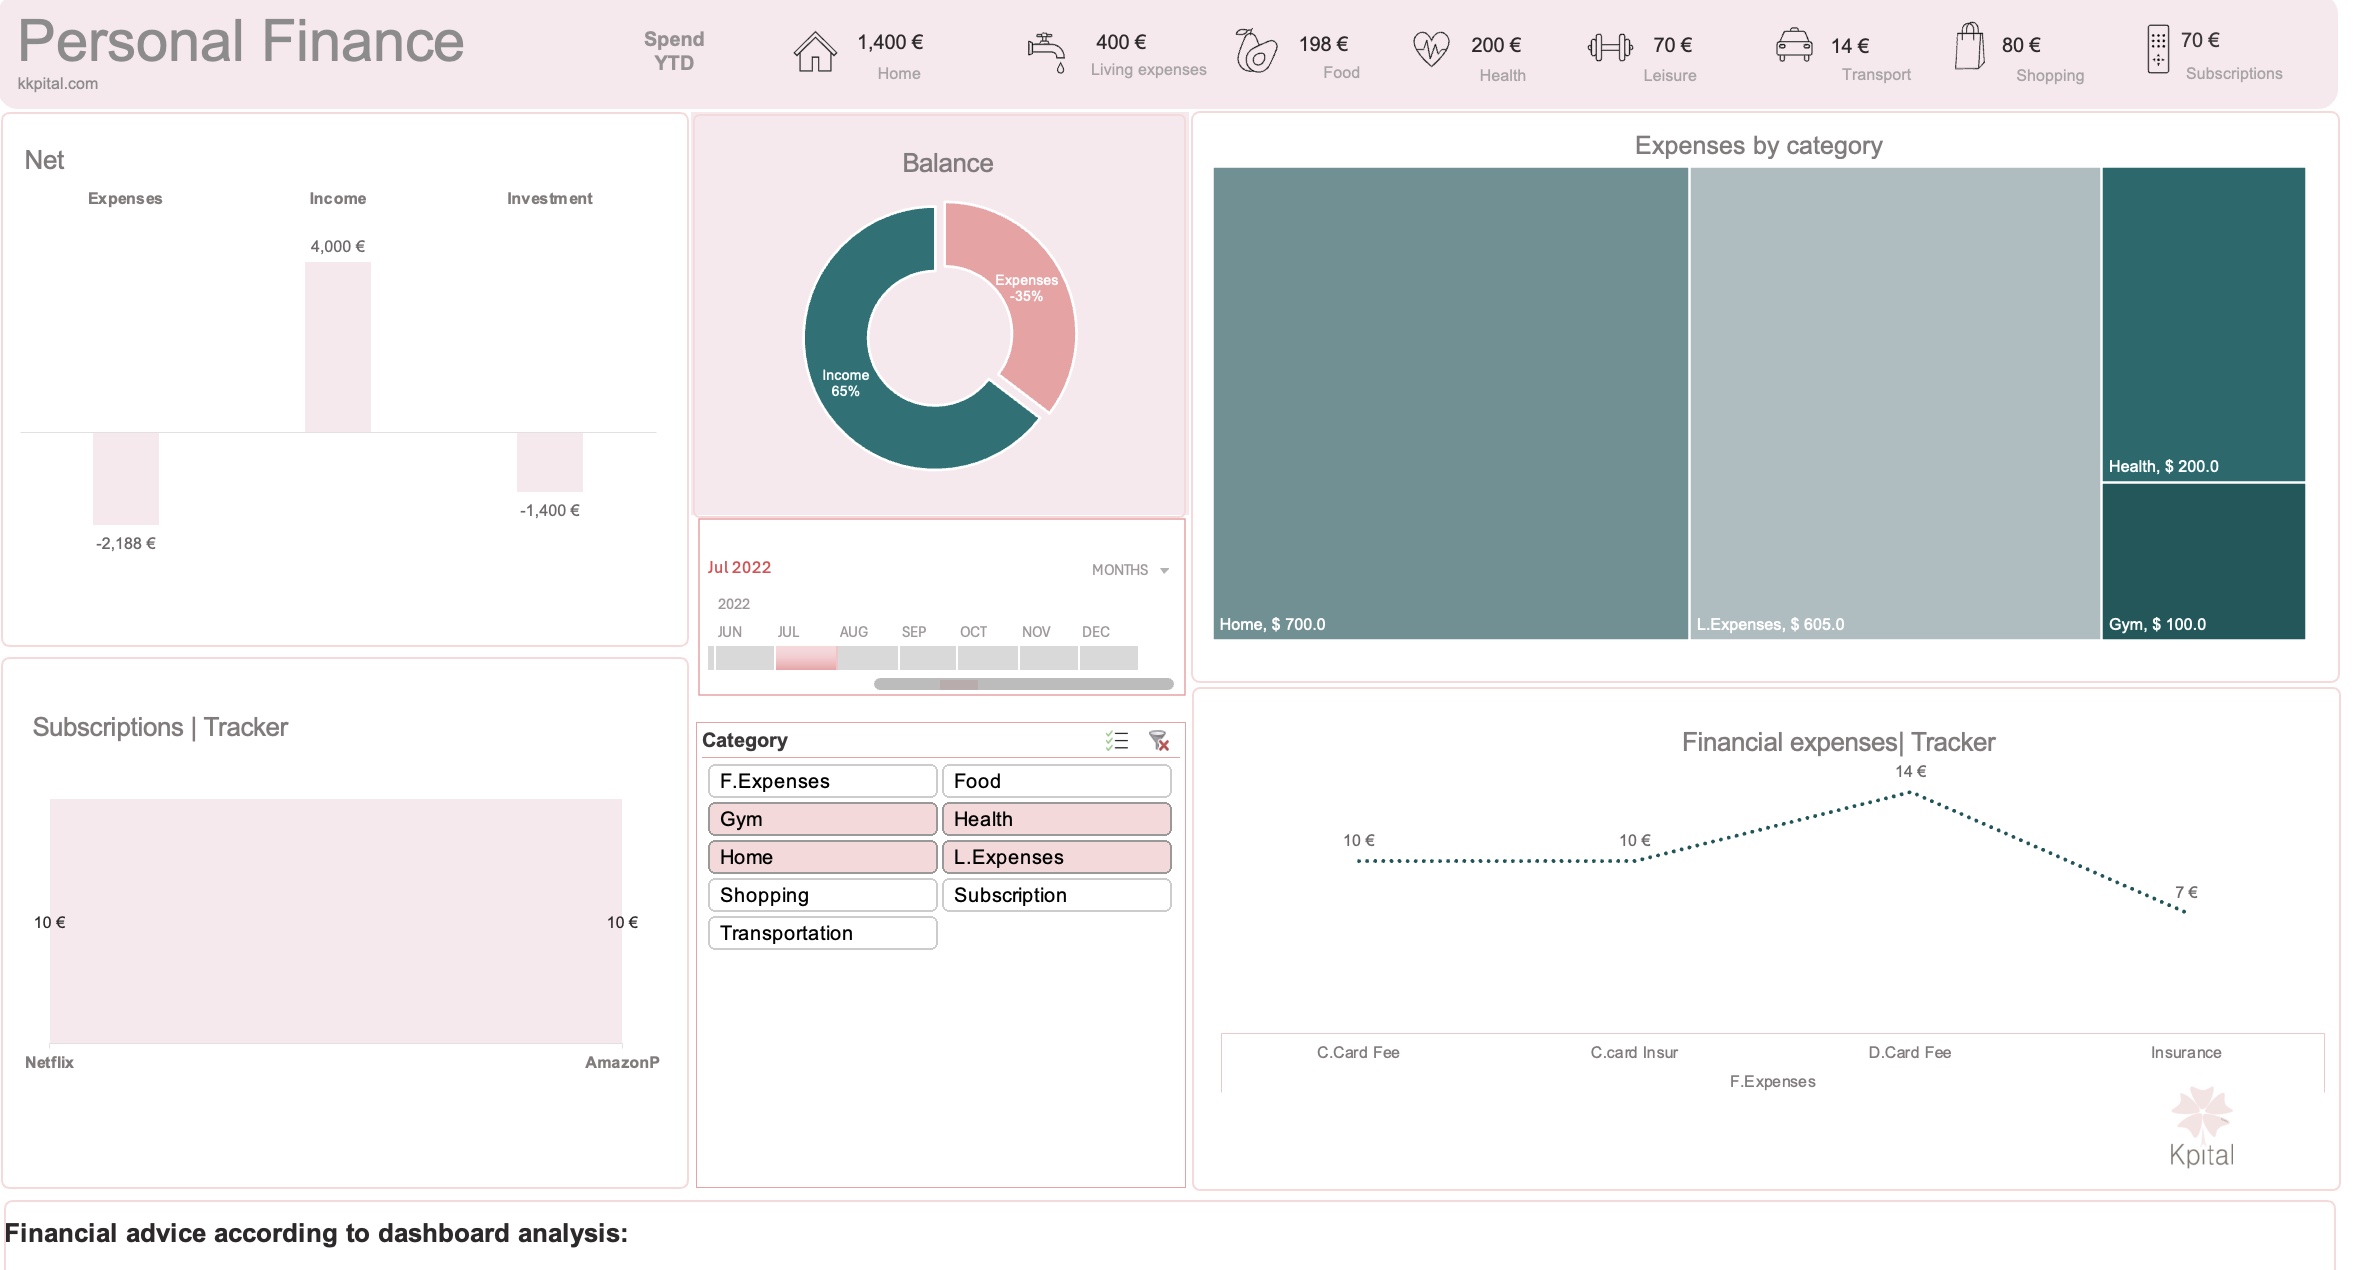 Personal Finance
kkpital.com
Spend
YTD
1,400 €
Home
400 €
Living expenses
198 €
Food
200 €
Health
70 €
Leisure
14 €
Transport
80 €
Shopping
70 €
Subscriptions
Net
Expenses
Income
Investment
4,000 €
-2,188 €
-1,400 €
Balance
Expenses
-35%
Income
65%
Jul 2022
MONTHS
2022
JUN
JUL
AUG
SEP
OCT
NOV
DEC
Expenses by category
Home, $ 700.0
L.Expenses, $ 605.0
Health, $ 200.0
Gym, $ 100.0
Subscriptions | Tracker
10 €
10 €
Netflix
AmazonP
Category
F.Expenses
Food
Gym
Health
Home
L.Expenses
Shopping
Subscription
Transportation
Financial expenses| Tracker
10 €
10 €
14 €
7 €
C.Card Fee
C.card Insur
D.Card Fee
Insurance
F.Expenses
Kpital
Financial advice according to dashboard analysis: